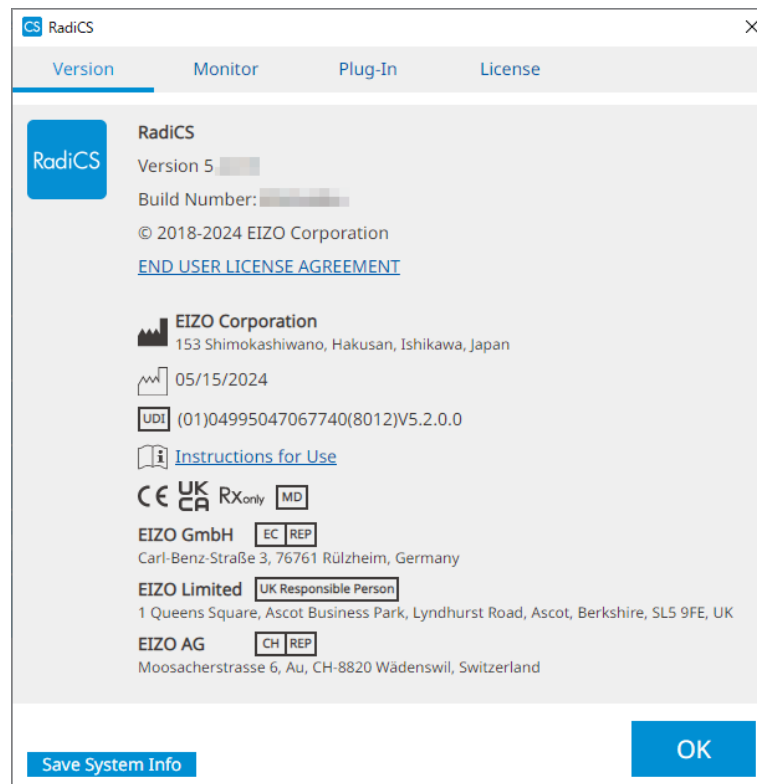 CS RadiCS
Version Monitor Plug-In License
RadiCS
RadiCS
Version 5
Build Number:
© 2018-2024 EIZO Corporation
END USER LICENSE AGREEMENT
EIZO Corporation
153 Shimokashiwano, Hakusan, Ishikawa, Japan
05/15/2024
UDI (01)04995047067740(8012)V5.2.0.0
Instructions for Use
CE UK CA Rx only MD
EIZO GmbH EC REP
Carl-Benz-Straße 3, 76761 Rülzheim, Germany
EIZO Limited UK Responsible Person
1 Queens Square, Ascot Business Park, Lyndhurst Road, Ascot, Berkshire, SL5 9FE, UK
EIZO AG CH REP
Moosacherstrasse 6, Au, CH-8820 Wädenswil, Switzerland
OK
Save System Info